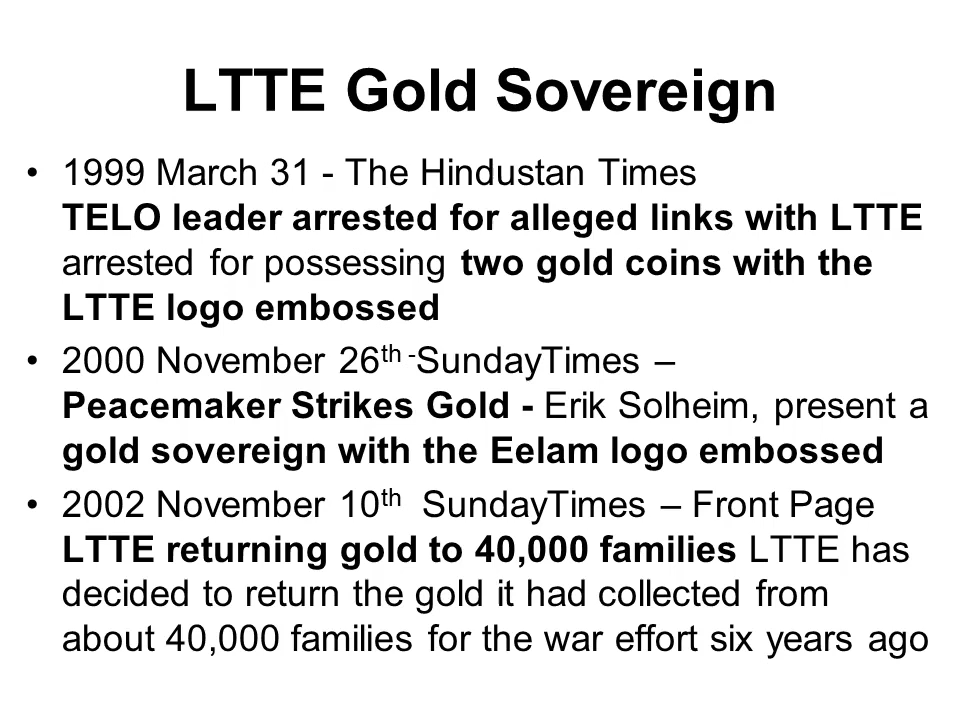 LTTE Gold Sovereign
• 1999 March 31 - The Hindustan Times
TELO leader arrested for alleged links with LTTE
arrested for possessing two gold coins with the
LTTE logo embossed
• 2000 November 26th -SundayTimes –
Peacemaker Strikes Gold - Erik Solheim, present a
gold sovereign with the Eelam logo embossed
• 2002 November 10th SundayTimes – Front Page
LTTE returning gold to 40,000 families LTTE has
decided to return the gold it had collected from
about 40,000 families for the war effort six years ago